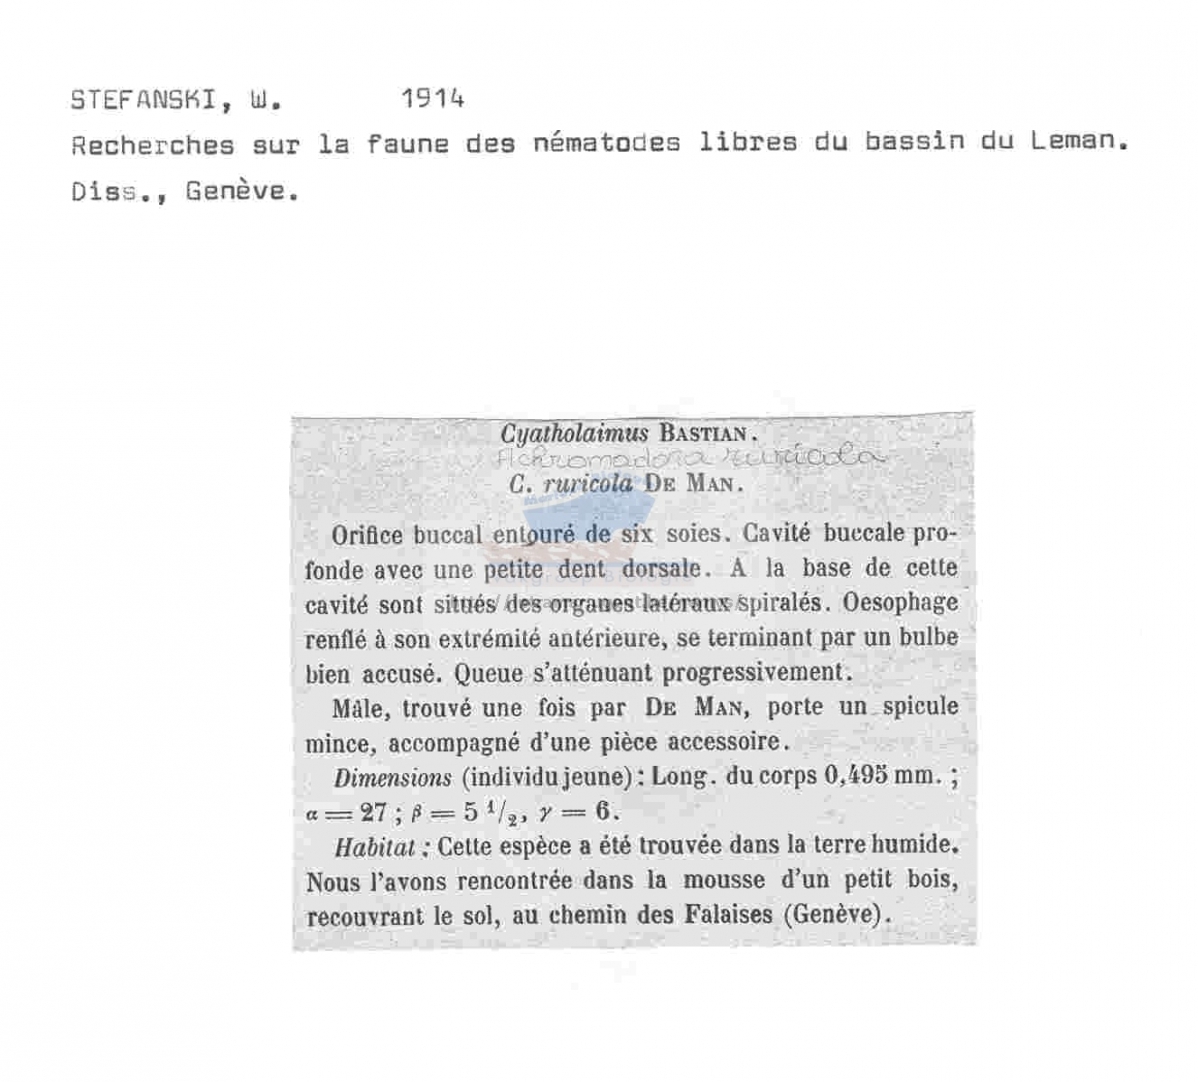 STEFANSKI, W. 1914
Recherches sur la faune des nématodes libres du bassin du Leman.
Diss., Genève.
Cyatholaimus BASTIAN.
Achromadora ruricola
C. ruricola DE MAN.
Orifice buccal entouré de six soies. Cavité buccale pro-
fonde avec une petite dent dorsale. A la base de cette
cavité sont situés des organes latéraux spiralés. Oesophage
renflé à son extrémité antérieure, se terminant par un bulbe
bien accusé. Queue s'atténuant progressivement.
Mâle, trouvé une fois par DE MAN, porte un spicule
mince, accompagné d'une pièce accessoire.
Dimensions (individu jeune) : Long. du corps 0,495 mm. ;
α = 27 ; β = 5 1/2, γ = 6.
Habitat : Cette espèce a été trouvée dans la terre humide.
Nous l'avons rencontrée dans la mousse d'un petit bois,
recouvrant le sol, au chemin des Falaises (Genève).